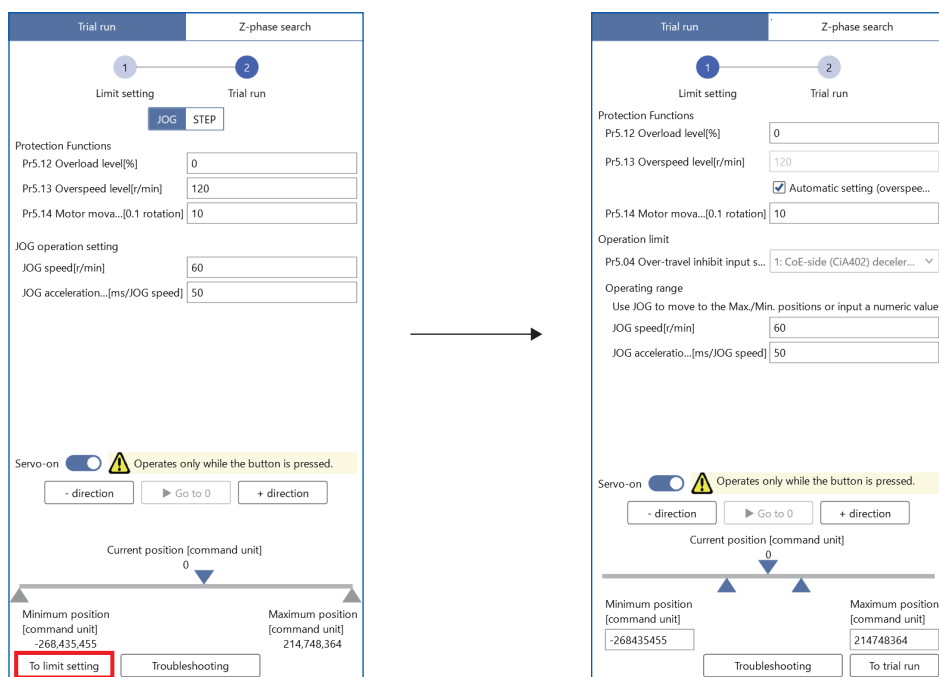 Trial run
Z-phase search
1
2
Limit setting
Trial run
JOG
STEP
Protection Functions
Pr5.12 Overload level[%]
0
Pr5.13 Overspeed level[r/min]
120
Pr5.14 Motor mova...[0.1 rotation]
10
JOG operation setting
JOG speed[r/min]
60
JOG acceleration...[ms/JOG speed]
50
Servo-on
Operates only while the button is pressed.
- direction
Go to 0
+ direction
Current position [command unit]
0
Minimum position
[command unit]
-268,435,455
Maximum position
[command unit]
214,748,364
To limit setting
Troubleshooting
Trial run
Z-phase search
1
2
Limit setting
Trial run
Protection Functions
Pr5.12 Overload level[%]
0
Pr5.13 Overspeed level[r/min]
120
Automatic setting (overspee...
Pr5.14 Motor mova...[0.1 rotation]
10
Operation limit
Pr5.04 Over-travel inhibit input s...
1: CoE-side (CiA402) deceler...
Operating range
Use JOG to move to the Max./Min. positions or input a numeric value
JOG speed[r/min]
60
JOG acceleratio...[ms/JOG speed]
50
Servo-on
Operates only while the button is pressed.
- direction
Go to 0
+ direction
Current position [command unit]
0
Minimum position
[command unit]
-268435455
Maximum position
[command unit]
214748364
Troubleshooting
To trial run